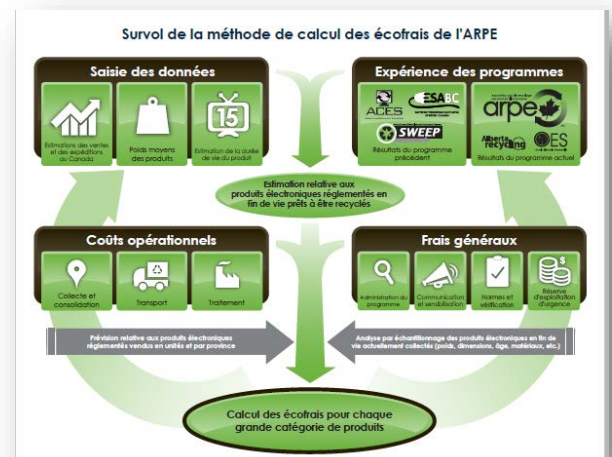 Survol de la méthode de calcul des écofrais de l'ARPE
Saisie des données
15
Estimations des ventes
et des expéditions
au Canada
Poids moyens
des produits
Estimation de la durée
de vie du produit
Expérience des programmes
ACES
ESABC
SWEEP
Résultats du programme
précédent
arpe
Alberta
recycling
OES
Résultats du programme actuel
Estimation relative aux
produits électroniques réglementés en
fin de vie prêts à être recyclés
Coûts opérationnels
Collecte et
consolidation
Transport
Traitement
Frais généraux
$
Administration du
programme
Communication
et sensibilisation
Normes et
vérification
Réserve
d'exploitation
d'urgence
Prévision relative aux produits électroniques
réglementés vendus en unités et par province
Analyse par échantillonnage des produits électroniques en fin de
vie actuellement collectés (poids, dimensions, âge, matériaux, etc.)
Calcul des écofrais pour chaque
grande catégorie de produits